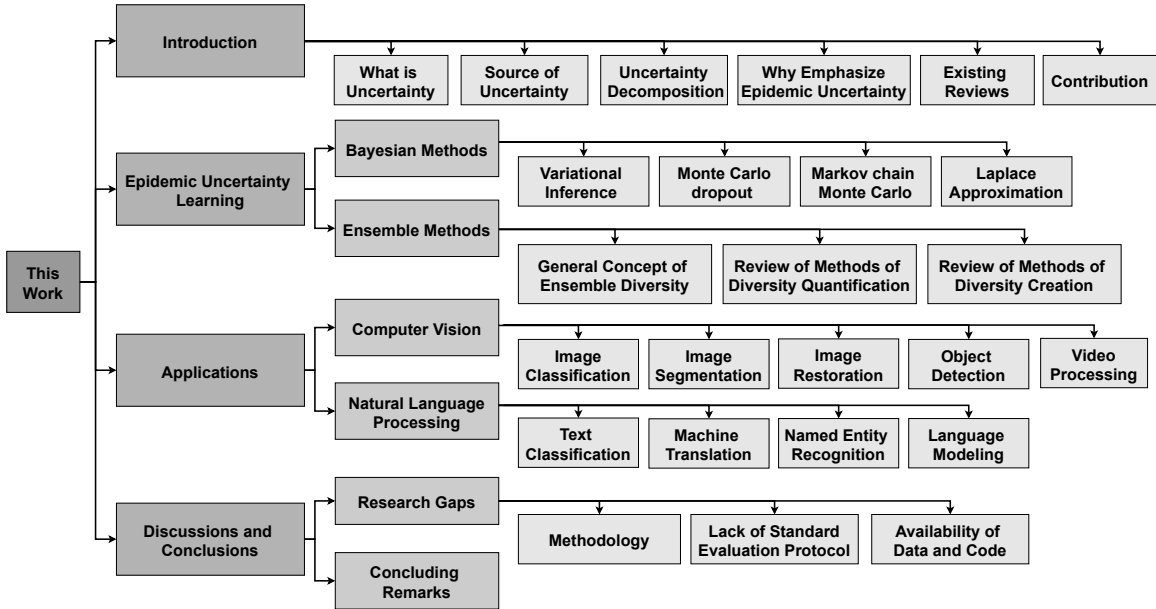 Introduction
What is
Uncertainty
Source of
Uncertainty
Uncertainty
Decomposition
Why Emphasize
Epidemic Uncertainty
Existing
Reviews
Contribution
Bayesian Methods
Variational
Inference
Monte Carlo
dropout
Markov chain
Monte Carlo
Laplace
Approximation
Epidemic Uncertainty
Learning
Ensemble Methods
General Concept of
Ensemble Diversity
Review of Methods of
Diversity Quantification
Review of Methods of
Diversity Creation
This
Work
Computer Vision
Image
Classification
Image
Segmentation
Image
Restoration
Object
Detection
Video
Processing
Applications
Natural Language
Processing
Text
Classification
Machine
Translation
Named Entity
Recognition
Language
Modeling
Research Gaps
Methodology
Lack of Standard
Evaluation Protocol
Availability of
Data and Code
Discussions and
Conclusions
Concluding
Remarks